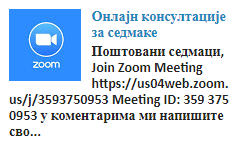 zoom
Онлајн консултације
за седмаке
Поштовани седмаци,
Join Zoom Meeting
https://us04web.zoom.
us/j/3593750953 Meeting ID: 359 375
0953 у коментарима ми напишите
сво...